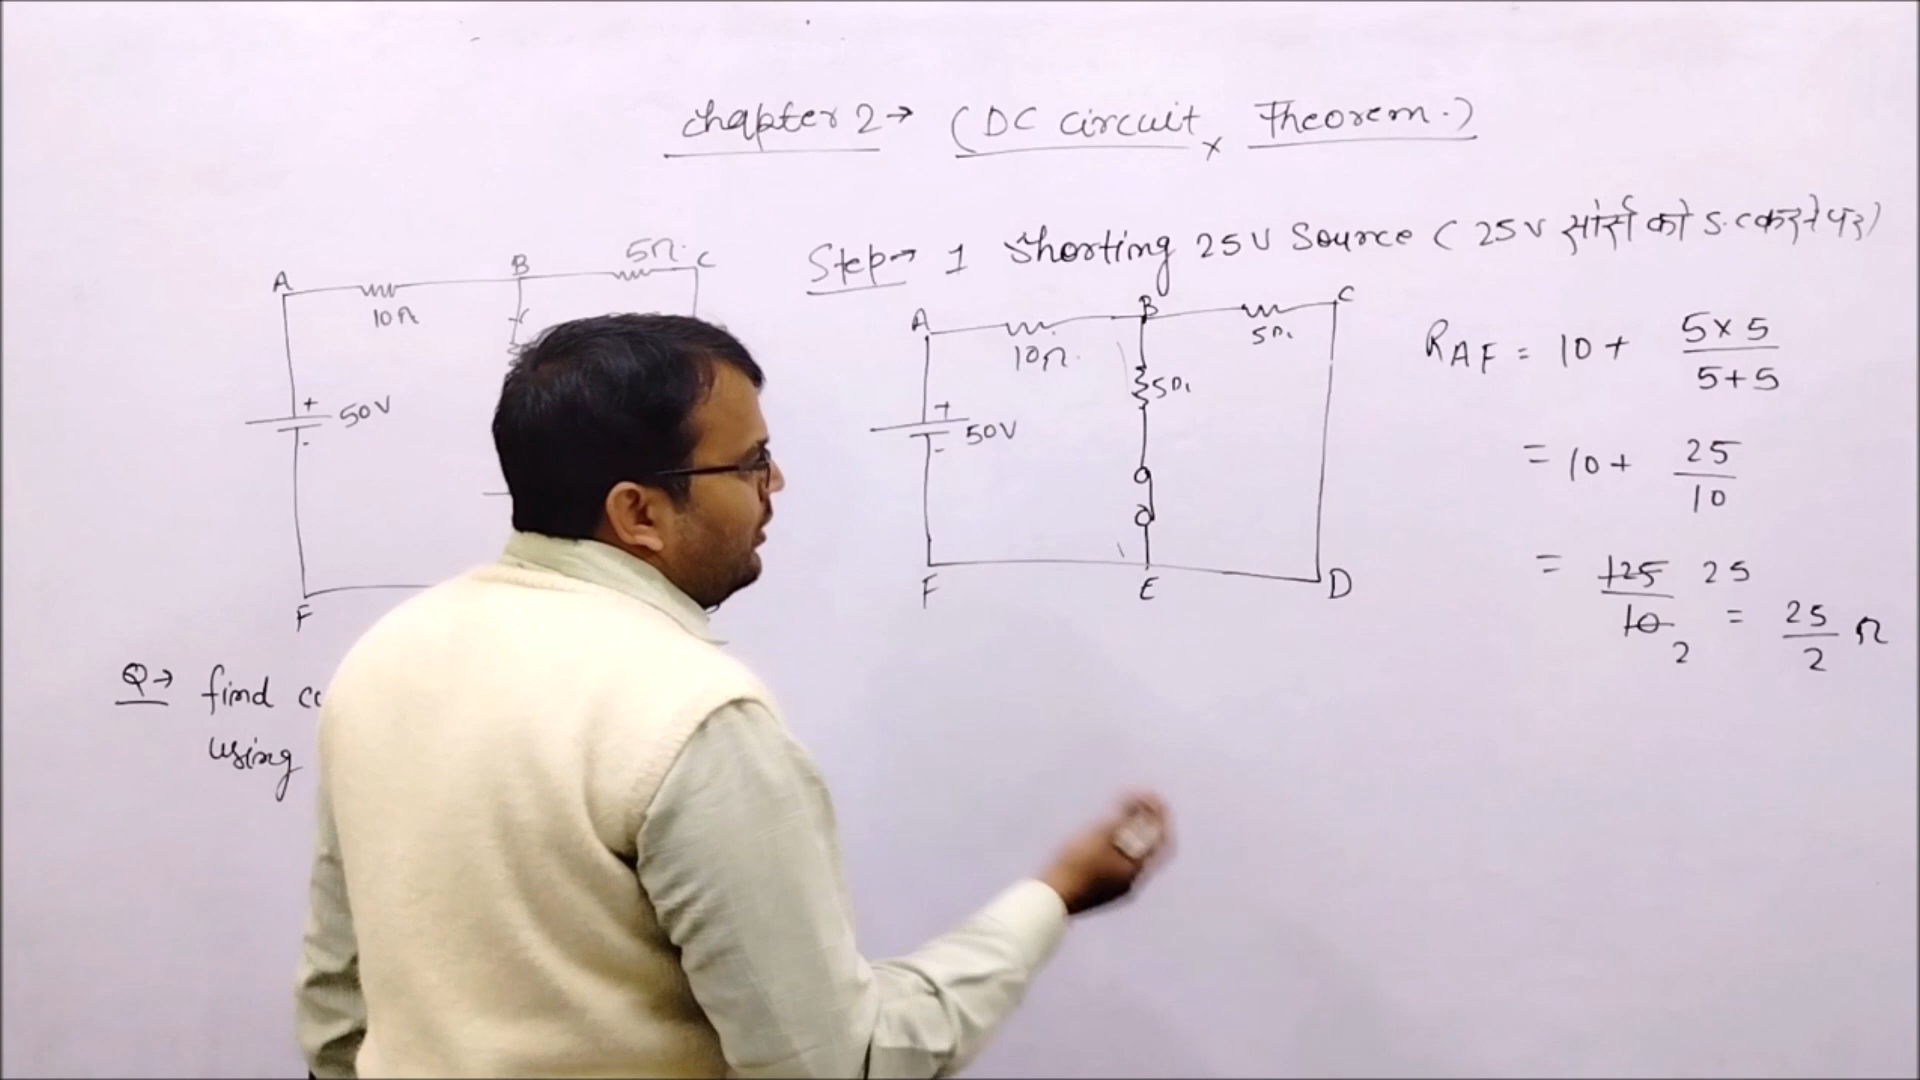 Chapter 2 → (DC Circuit, Theorem.)
x
Step → 1 Shorting 25V Source ( 25V सोर्स को S.C करने पर )
A
10Ω
B
5Ω
C
+
50V
-
F
Q → find
using
A
10Ω
B
5Ω
C
5Ω
+
50V
-
F
E
D
RAF = 10 + 5×5
5+5
= 10 + 25
10
= 125 25
10 2 = 25 Ω
2